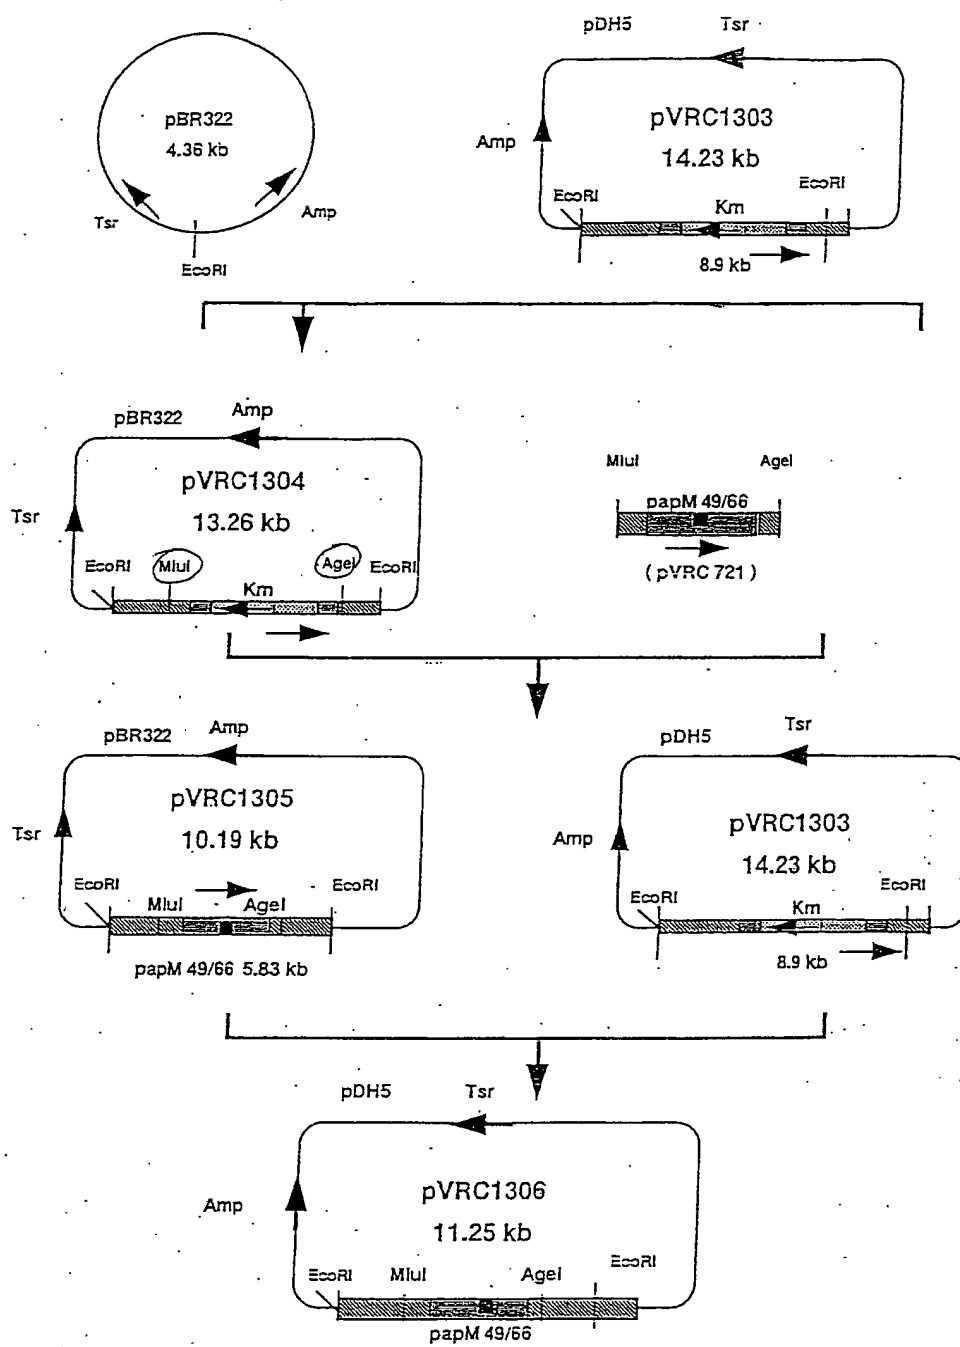 pBR322
4.36 kb
Tsr
Amp
EcoRI
pDH5
Tsr
pVRC1303
14.23 kb
Amp
EcoRI
EcoRI
Km
8.9 kb
pBR322
Amp
pVRC1304
13.26 kb
Tsr
EcoRI
MluI
AgeI
EcoRI
Km
MluI
AgeI
papM 49/66
(pVRC 721)
pBR322
Amp
pVRC1305
10.19 kb
Tsr
EcoRI
EcoRI
MluI
AgeI
papM 49/66 5.83 kb
pDH5
Tsr
pVRC1303
14.23 kb
Amp
EcoRI
EcoRI
Km
8.9 kb
pDH5
Tsr
pVRC1306
11.25 kb
Amp
EcoRI
MluI
AgeI
EcoRI
papM 49/66